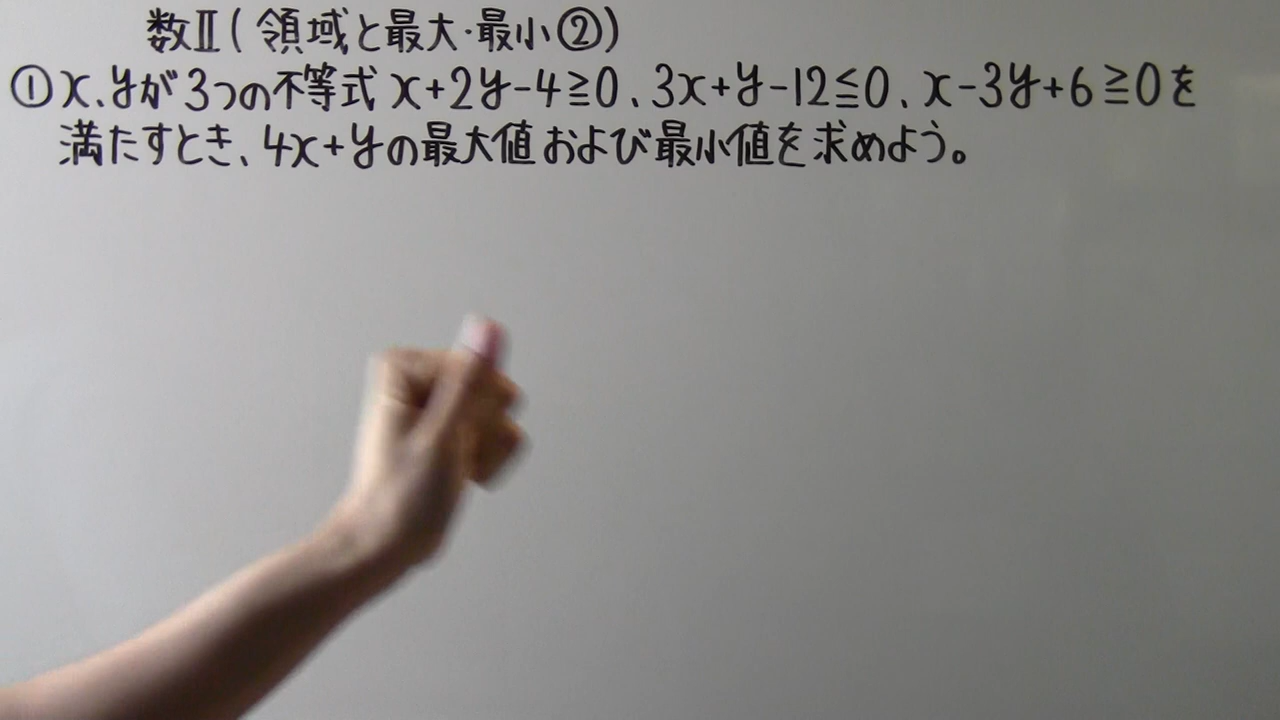 数Ⅱ(領域と最大・最小②)
①x、yが3つの不等式 x+2y-4≧0、3x+y-12≦0、x-3y+6≧0を
満たすとき、4x+yの最大値および最小値を求めよう。